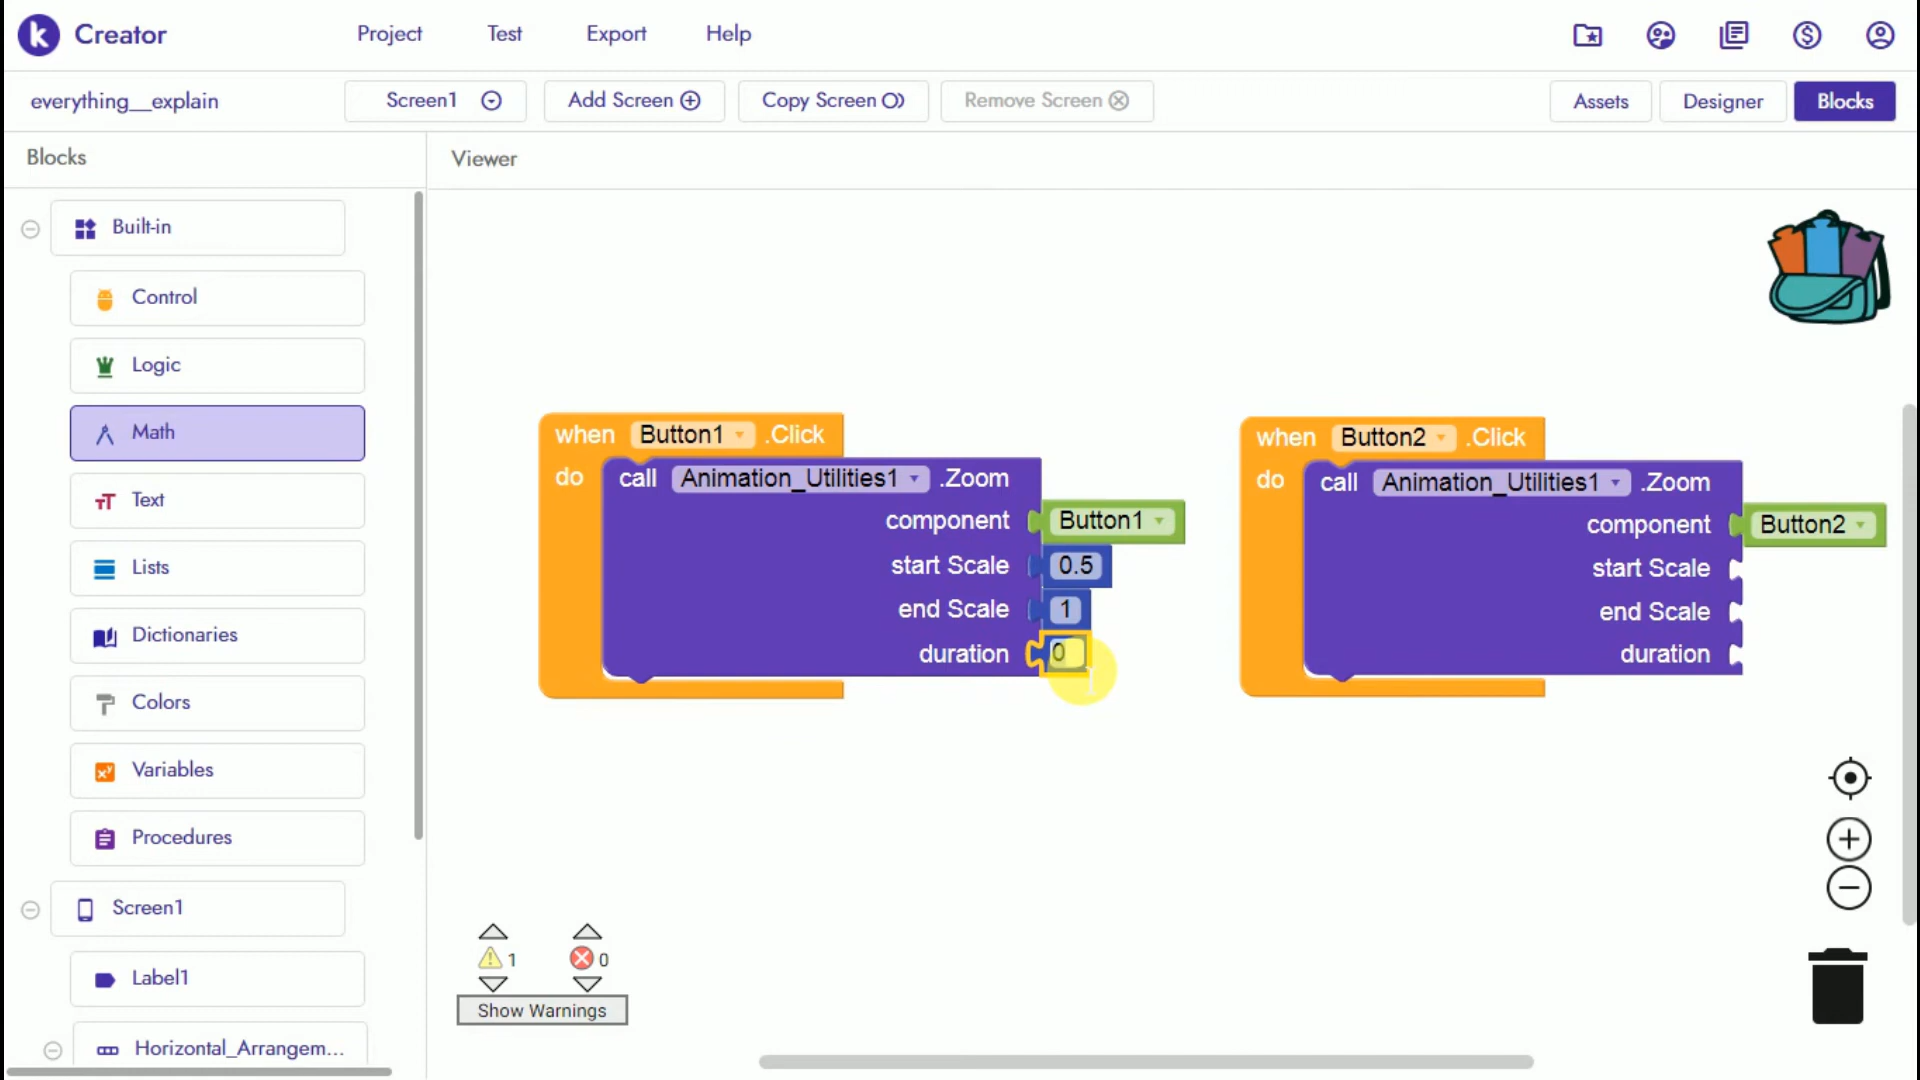 k Creator
Project
Test
Export
Help
everything__explain
Screen1
Add Screen
Copy Screen
Remove Screen
Assets
Designer
Blocks
Blocks
Viewer
Built-in
Control
Logic
Math
Text
Lists
Dictionaries
Colors
Variables
Procedures
Screen1
Label1
Horizontal_Arrangem...
when Button1 .Click
do call Animation_Utilities1 .Zoom
component Button1
start Scale 0.5
end Scale 1
duration 0
when Button2 .Click
do call Animation_Utilities1 .Zoom
component Button2
start Scale
end Scale
duration
1
0
Show Warnings